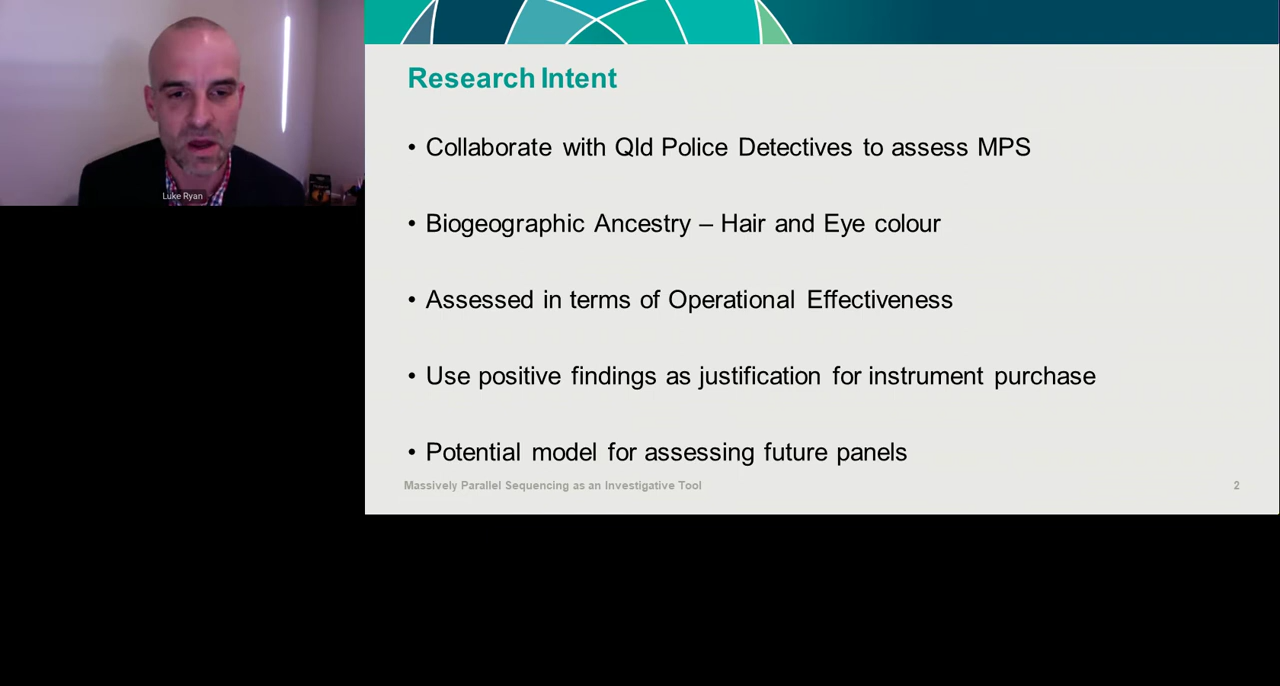 Luke Ryan
Research Intent
• Collaborate with Qld Police Detectives to assess MPS
• Biogeographic Ancestry – Hair and Eye colour
• Assessed in terms of Operational Effectiveness
• Use positive findings as justification for instrument purchase
• Potential model for assessing future panels
Massively Parallel Sequencing as an Investigative Tool
2